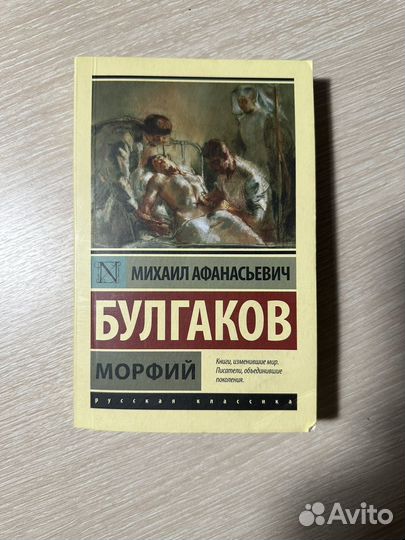 N
МИХАИЛ АФАНАСЬЕВИЧ
БУЛГАКОВ
МОРФИЙ
Книги, изменившие мир.
Писатели, объединившие
поколения.
русская классика
Avito